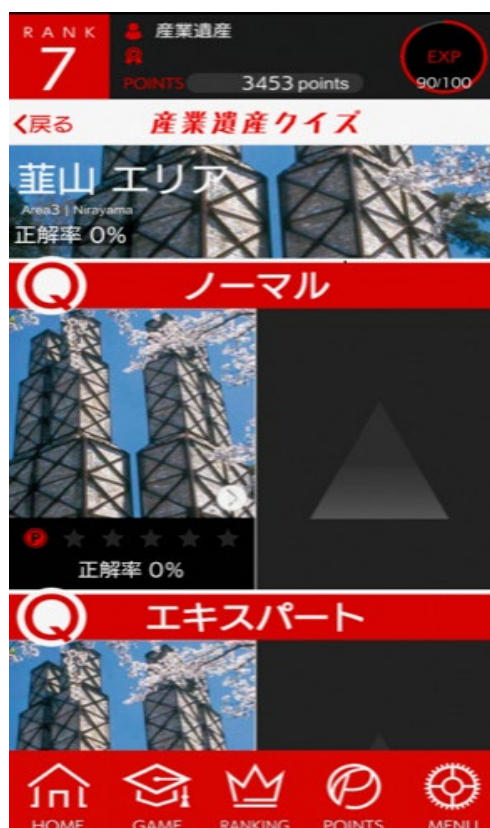 RANK
7
産業遺産
POINTS 3453 points
EXP
90/100
戻る
産業遺産クイズ
韮山 エリア
Area3 | Nirayama
正解率 0%
Q ノーマル
P
正解率 0%
Q エキスパート
HOME GAME RANKING POINTS MENU